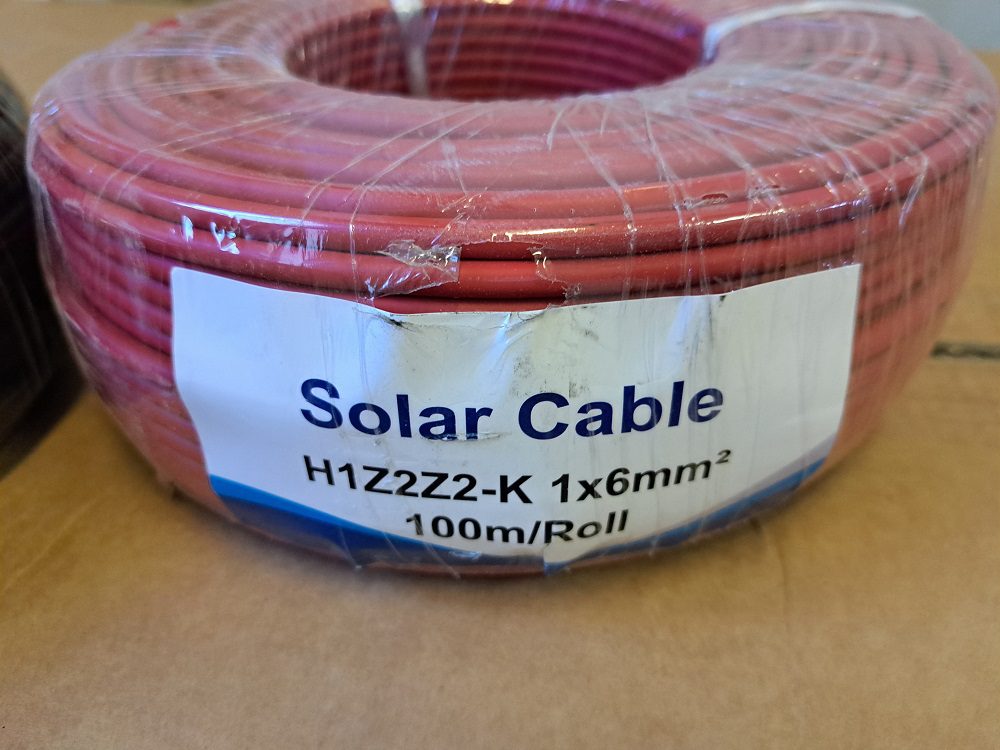 Solar Cable
H1Z2Z2-K 1x6mm²
100m/Roll